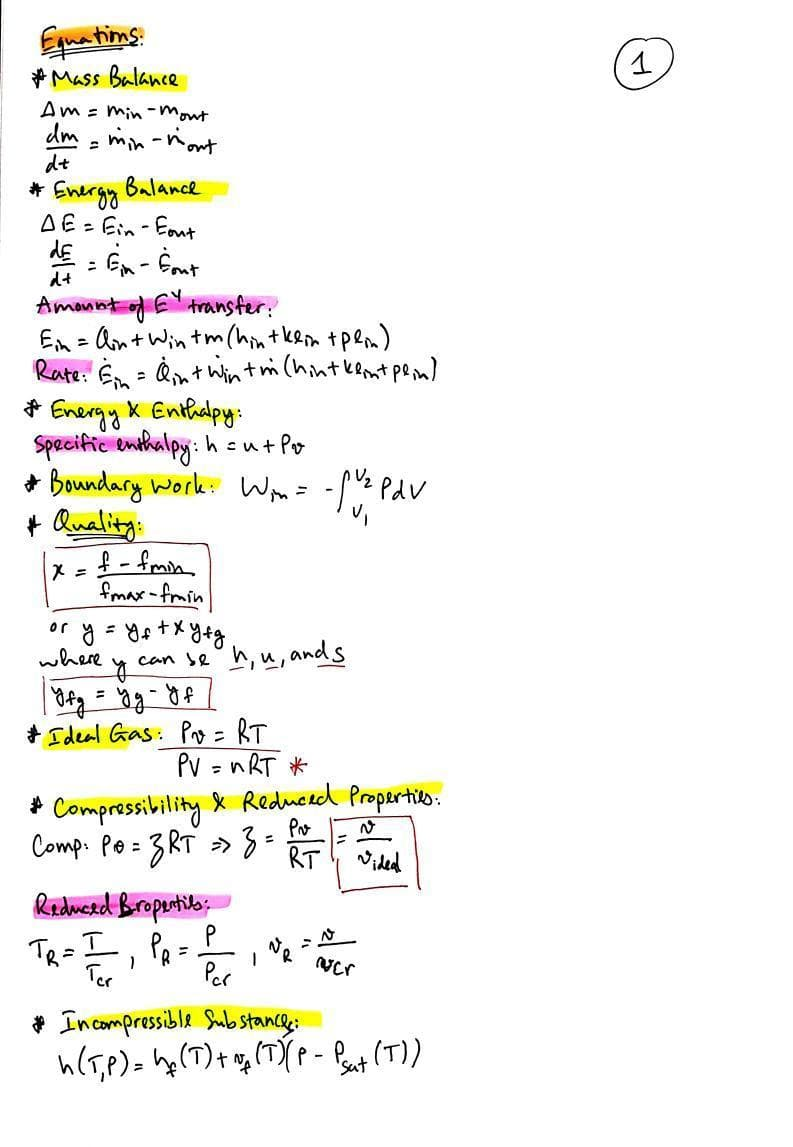 Equations:
1
* Mass Balance
Δm = min - mout
dm/dt = ṁin - ṁout
* Energy Balance
ΔE = Ein - Eout
dE/dt = Ėin - Ėout
Amount of Eʸ transfer:
Ein = Qin + Win + m(hin + kein + pein)
Rate: Ėin = Q̇in + Ẇin + ṁ(hin + kein + pein)
* Energy & Enthalpy:
Specific enthalpy: h = u + Pv
* Boundary Work: Win = -∫V₁^V₂ PdV
* Quality:
x = (f - fmin)/(fmax - fmin)
or y = yf + x yfg
where y can be h, u, and s
yfg = yg - yf
* Ideal Gas: Pv = RT
PV = nRT *
* Compressibility & Reduced Properties:
Comp: Pv = ZRT => Z = Pv/RT = v/videal
Reduced Properties:
TR = T/Tcr , PR = P/Pcr , vR = v/vcr
* Incompressible Substances:
h(T,P) = hf(T) + vf(T)(P - Psat(T))